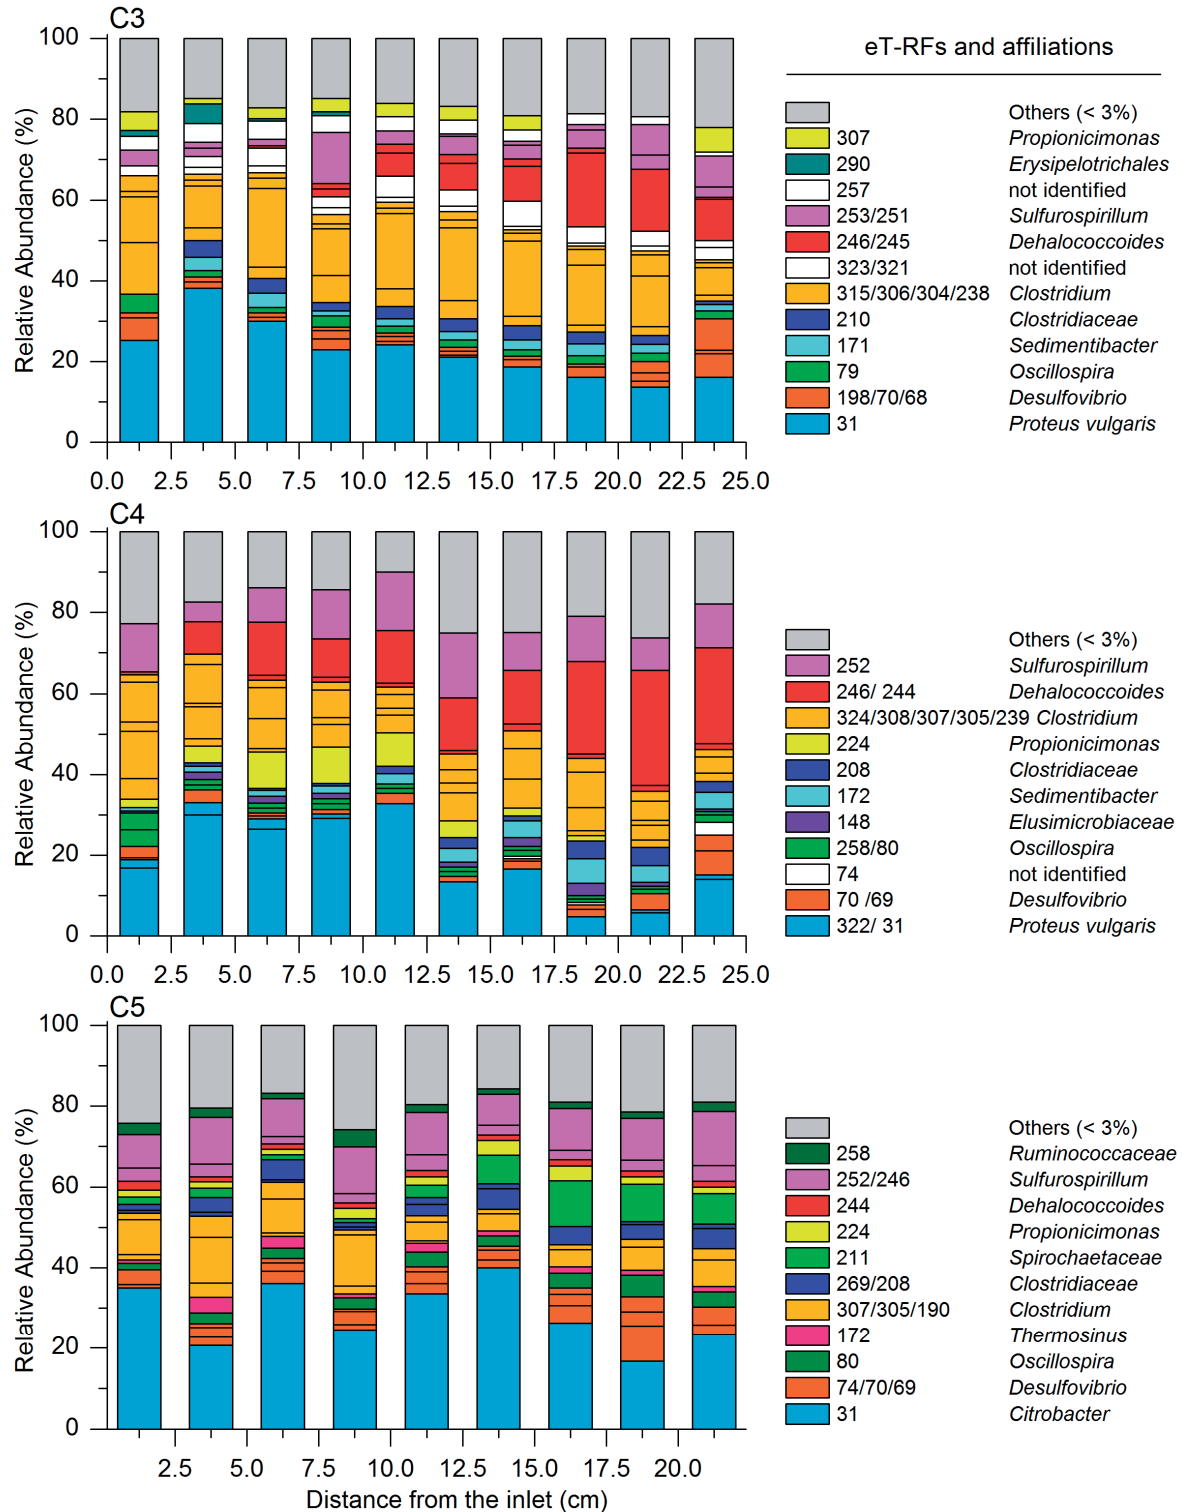 C3
eT-RFs and affiliations
Relative Abundance (%)
100
80
60
40
20
0
0.0 2.5 5.0 7.5 10.0 12.5 15.0 17.5 20.0 22.5 25.0
Others (< 3%)
307 Propionicimonas
290 Erysipelotrichales
257 not identified
253/251 Sulfurospirillum
246/245 Dehalococcoides
323/321 not identified
315/306/304/238 Clostridium
210 Clostridiaceae
171 Sedimentibacter
79 Oscillospira
198/70/68 Desulfovibrio
31 Proteus vulgaris
C4
Relative Abundance (%)
100
80
60
40
20
0
0.0 2.5 5.0 7.5 10.0 12.5 15.0 17.5 20.0 22.5 25.0
Others (< 3%)
252 Sulfurospirillum
246/ 244 Dehalococcoides
324/308/307/305/239 Clostridium
224 Propionicimonas
208 Clostridiaceae
172 Sedimentibacter
148 Elusimicrobiaceae
258/80 Oscillospira
74 not identified
70 /69 Desulfovibrio
322/ 31 Proteus vulgaris
C5
Relative Abundance (%)
100
80
60
40
20
0
2.5 5.0 7.5 10.0 12.5 15.0 17.5 20.0
Distance from the inlet (cm)
Others (< 3%)
258 Ruminococcaceae
252/246 Sulfurospirillum
244 Dehalococcoides
224 Propionicimonas
211 Spirochaetaceae
269/208 Clostridiaceae
307/305/190 Clostridium
172 Thermosinus
80 Oscillospira
74/70/69 Desulfovibrio
31 Citrobacter